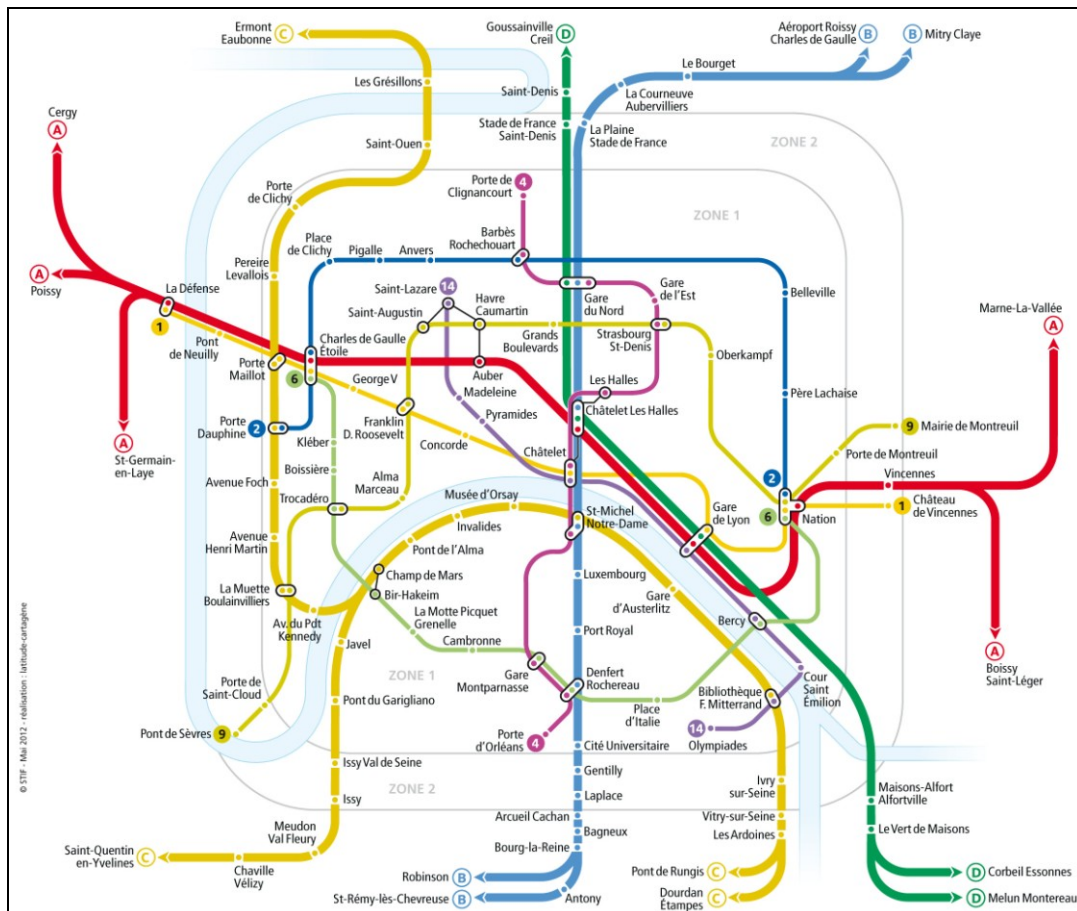 Ermont
Eaubonne
C
Goussainville
Creil
D
Aéroport Roissy
Charles de Gaulle
B
B
Mitry Claye
Le Bourget
Les Grésillons
Saint-Denis
La Courneuve
Aubervilliers
Cergy
A
Stade de France
Saint-Denis
La Plaine
Stade de France
ZONE 2
Saint-Ouen
Porte
de Clichy
Porte de
Clignancourt
4
ZONE 1
Place
de Clichy
Pigalle
Anvers
Barbès
Rochechouart
Pereire
Levallois
A
Poissy
La Défense
Saint-Lazare
14
Gare
du Nord
Gare
de l'Est
Belleville
Marne-La-Vallée
A
1
Saint-Augustin
Havre
Caumartin
Pont
de Neuilly
Charles de Gaulle
Étoile
Grands
Boulevards
Strasbourg
St-Denis
Oberkampf
Porte
Maillot
6
George V
Auber
Madeleine
Les Halles
Père Lachaise
Pyramides
Châtelet Les Halles
Porte
Dauphine
2
Franklin
D. Roosevelt
Kléber
Concorde
Châtelet
9
Mairie de Montreuil
Porte de Montreuil
A
St-Germain-
en-Laye
Boissière
Alma
Marceau
2
Vincennes
Avenue Foch
Trocadéro
Musée d'Orsay
St-Michel
Notre-Dame
Gare
de Lyon
6
Nation
1
Château
de Vincennes
Invalides
Avenue
Henri Martin
Pont de l'Alma
La Muette
Boulainvilliers
Champ de Mars
Bir-Hakeim
Luxembourg
Gare
d'Austerlitz
Av. du Pdt
Kennedy
La Motte Picquet
Grenelle
Bercy
Port Royal
Javel
Cambronne
A
Boissy
Saint-Léger
ZONE 1
Gare
Montparnasse
Denfert
Rochereau
Porte de
Saint-Cloud
Pont du Garigliano
Place
d'Italie
Bibliothèque
F. Mitterrand
Cour
Saint
Émilion
Pont de Sèvres
9
Porte
d'Orléans
4
14
Olympiades
Cité Universitaire
Issy Val de Seine
Gentilly
ZONE 2
Issy
Laplace
Ivry
sur-Seine
Maisons-Alfort
Alfortville
Arcueil Cachan
Vitry-sur-Seine
Meudon
Val Fleury
Bagneux
Les Ardoines
Le Vert de Maisons
Bourg-la-Reine
Saint-Quentin
en-Yvelines
C
Chaville
Vélizy
Robinson
B
Pont de Rungis
C
D
Corbeil Essonnes
St-Rémy-lès-Chevreuse
B
Antony
Dourdan
Étampes
C
D
Melun Montereau
© STIF - Mai 2012 - réalisation : latitude-cartagène